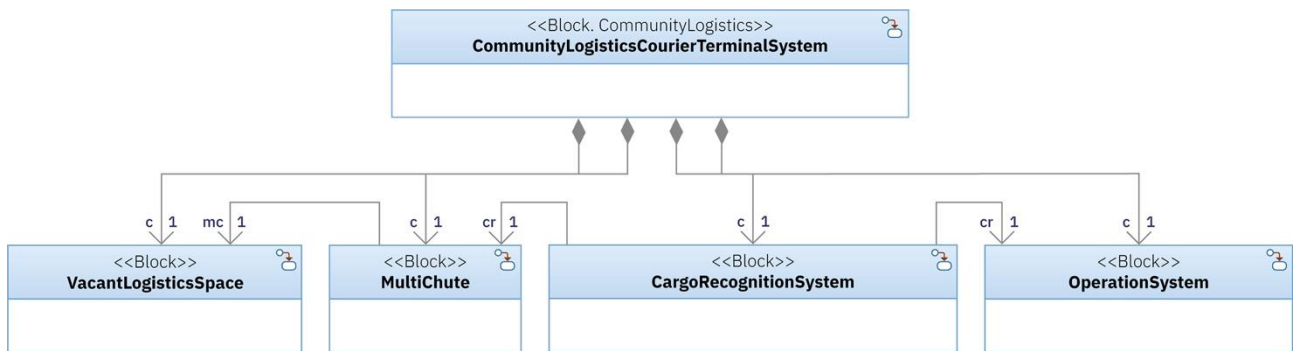 <<Block. CommunityLogistics>>
CommunityLogisticsCourierTerminalSystem
c 1 mc 1 c 1 cr 1 c 1 cr 1 c 1
<<Block>>
VacantLogisticsSpace
<<Block>>
MultiChute
<<Block>>
CargoRecognitionSystem
<<Block>>
OperationSystem